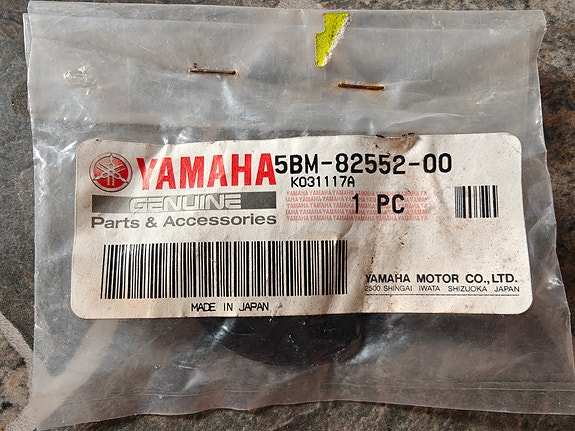 YAMAHA 5BM-82552-00
K031117A
GENUINE
Parts & Accessories
1 PC
YAMAHA MOTOR CO., LTD.
2500 SHINGAI IWATA SHIZUOKA JAPAN
MADE IN JAPAN